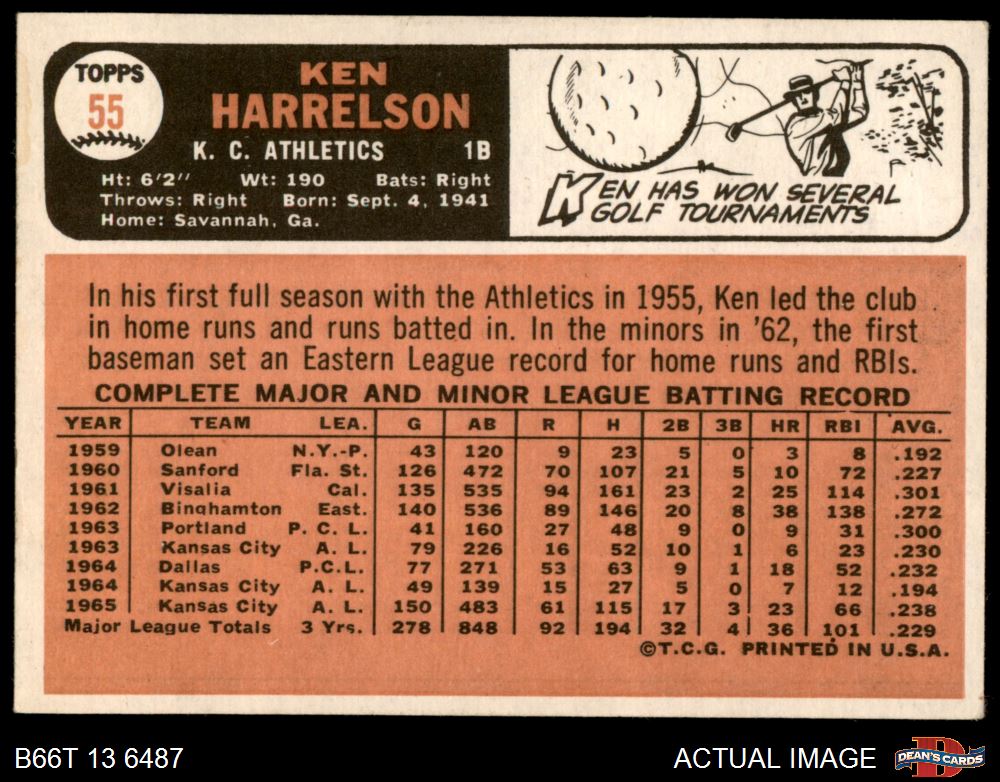 TOPPS
55
KEN
HARRELSON
K. C. ATHLETICS 1B
Ht: 6'2" Wt: 190 Bats: Right
Throws: Right Born: Sept. 4, 1941
Home: Savannah, Ga.
KEN HAS WON SEVERAL
GOLF TOURNAMENTS
In his first full season with the Athletics in 1955, Ken led the club
in home runs and runs batted in. In the minors in '62, the first
baseman set an Eastern League record for home runs and RBIs.
COMPLETE MAJOR AND MINOR LEAGUE BATTING RECORD
YEAR TEAM LEA. G AB R H 2B 3B HR RBI AVG.
1959 Olean N.Y.-P. 43 120 9 23 5 0 3 8 .192
1960 Sanford Fla. St. 126 472 70 107 21 5 10 72 .227
1961 Visalia Cal. 135 535 94 161 23 2 25 114 .301
1962 Binghamton East. 140 536 89 146 20 8 38 138 .272
1963 Portland P. C. L. 41 160 27 48 9 0 9 31 .300
1963 Kansas City A. L. 79 226 16 52 10 1 6 23 .230
1964 Dallas P.C.L. 77 271 53 63 9 1 18 52 .232
1964 Kansas City A. L. 49 139 15 27 5 0 7 12 .194
1965 Kansas City A. L. 150 483 61 115 17 3 23 66 .238
Major League Totals 3 Yrs. 278 848 92 194 32 4 36 101 .229
©T.C.G. PRINTED IN U.S.A.
B66T 13 6487
ACTUAL IMAGE
D
DEAN'S CARDS